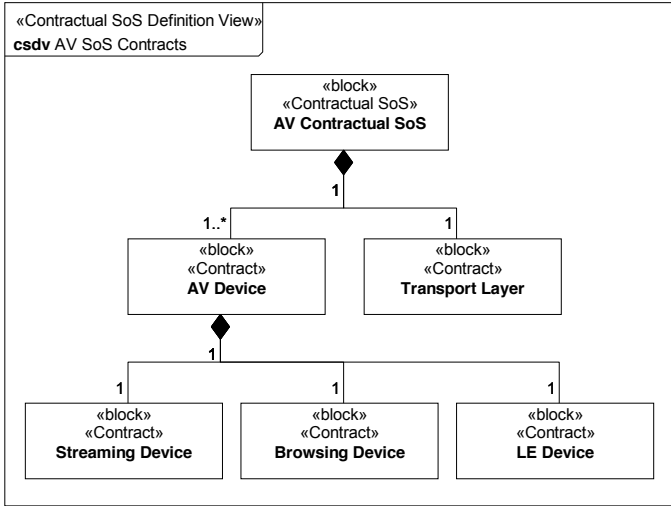 «Contractual SoS Definition View»
csdv AV SoS Contracts
«block»
«Contractual SoS»
AV Contractual SoS
1
1..*
1
«block»
«Contract»
AV Device
«block»
«Contract»
Transport Layer
1
1
1
1
«block»
«Contract»
Streaming Device
«block»
«Contract»
Browsing Device
«block»
«Contract»
LE Device